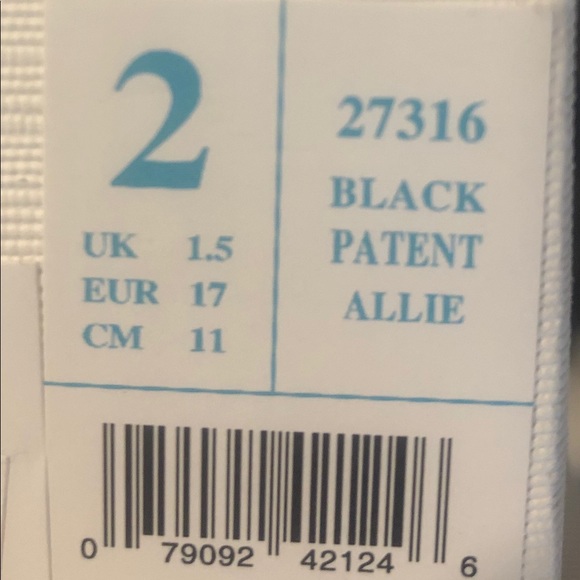 2
UK 1.5
EUR 17
CM 11
27316
BLACK
PATENT
ALLIE
0 79092 42124 6